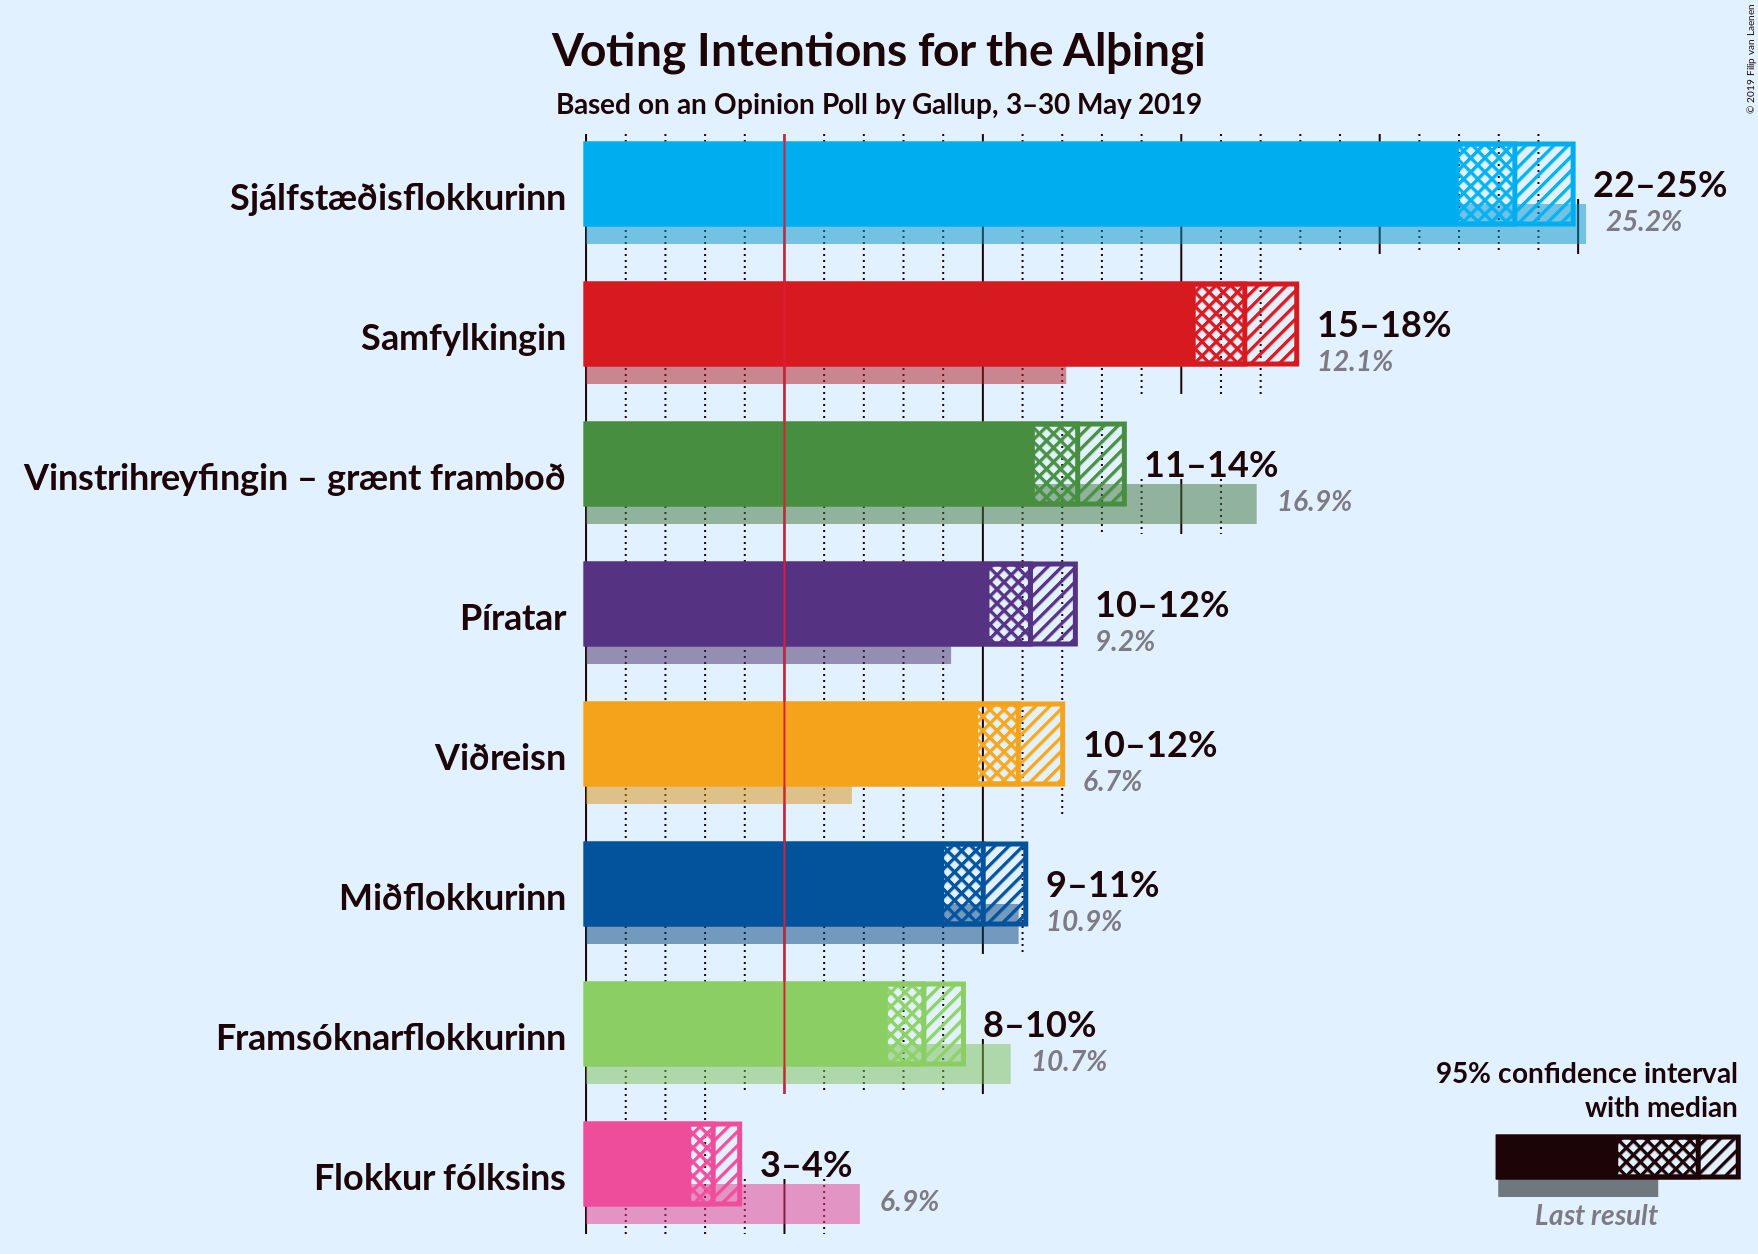 Voting Intentions for the Alþingi
Based on an Opinion Poll by Gallup, 3–30 May 2019
© 2019 Filip van Laenen
Sjálfstæðisflokkurinn
22–25%
25.2%
Samfylkingin
15–18%
12.1%
Vinstrihreyfingin – grænt framboð
11–14%
16.9%
Píratar
10–12%
9.2%
Viðreisn
10–12%
6.7%
Miðflokkurinn
9–11%
10.9%
Framsóknarflokkurinn
8–10%
10.7%
Flokkur fólksins
3–4%
6.9%
95% confidence interval
with median
Last result